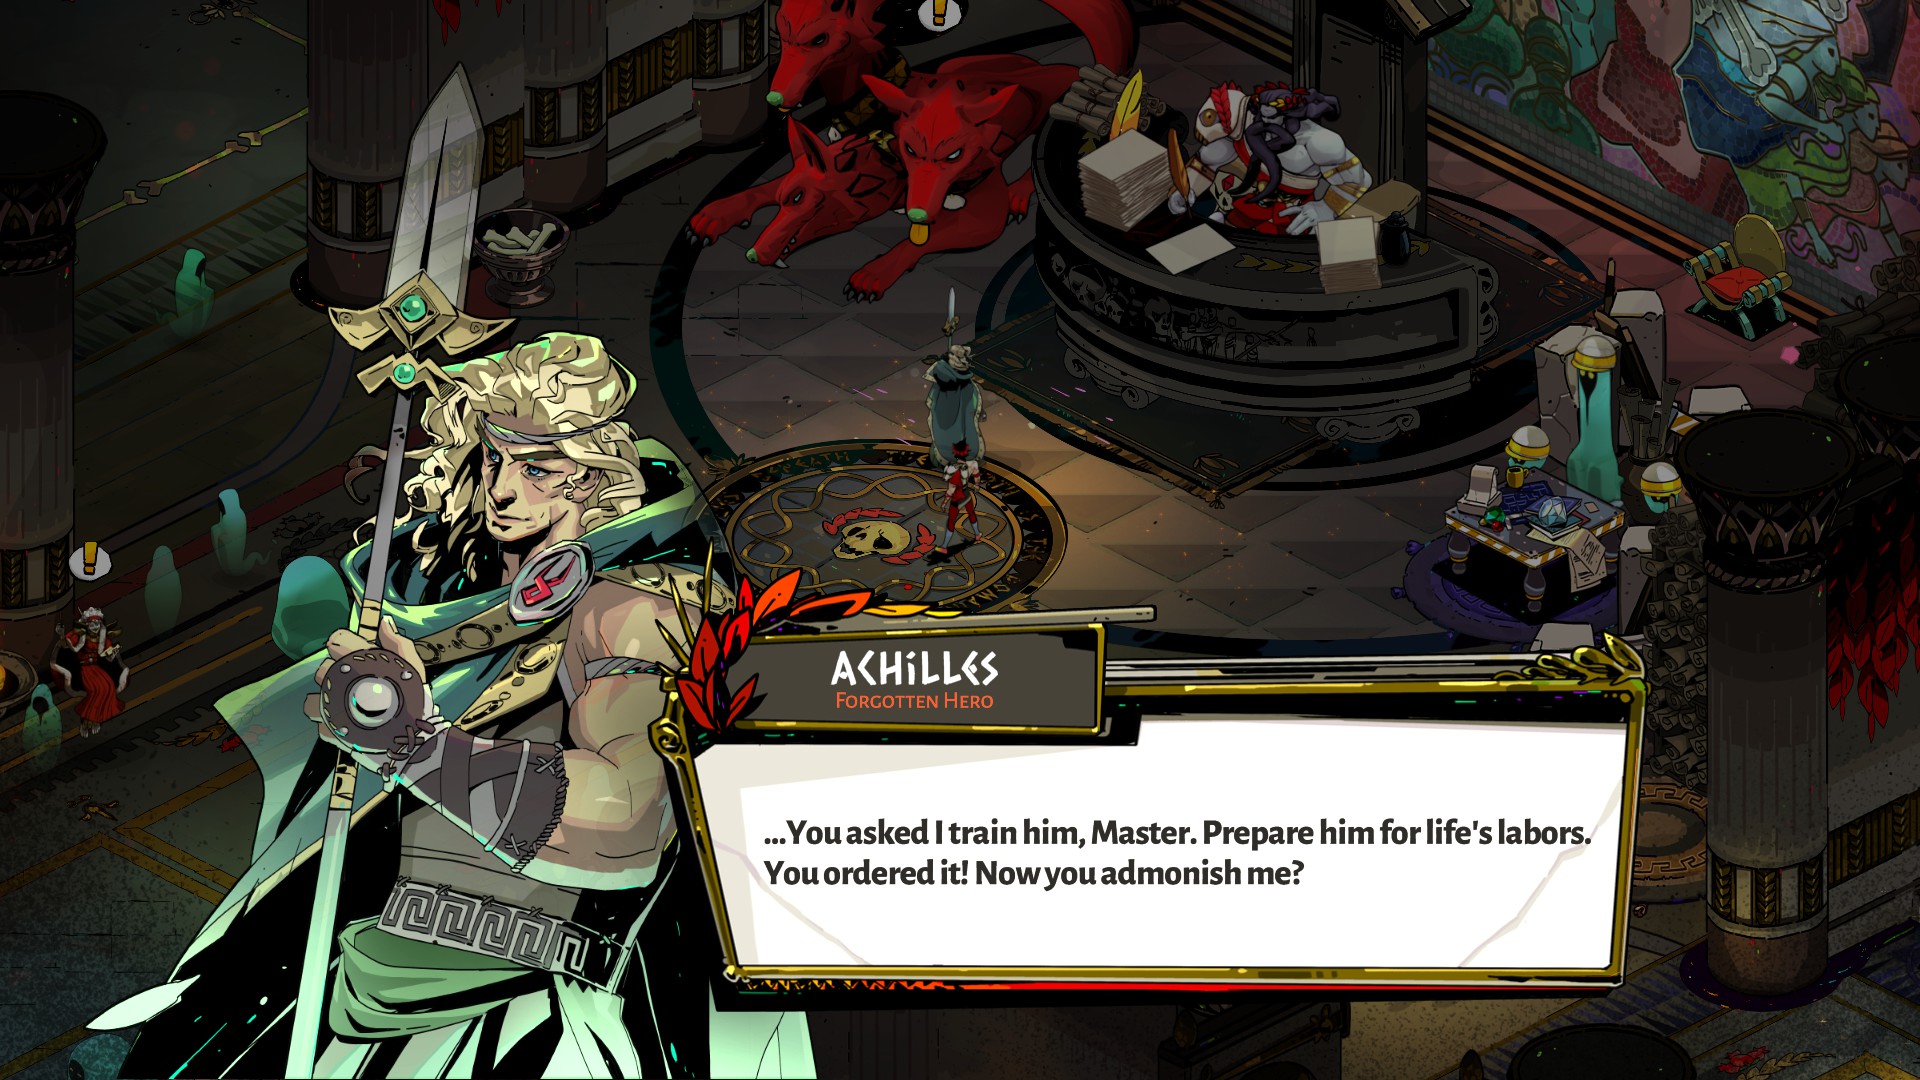 ACHILLES
FORGOTTEN HERO
...You asked I train him, Master. Prepare him for life's labors.
You ordered it! Now you admonish me?